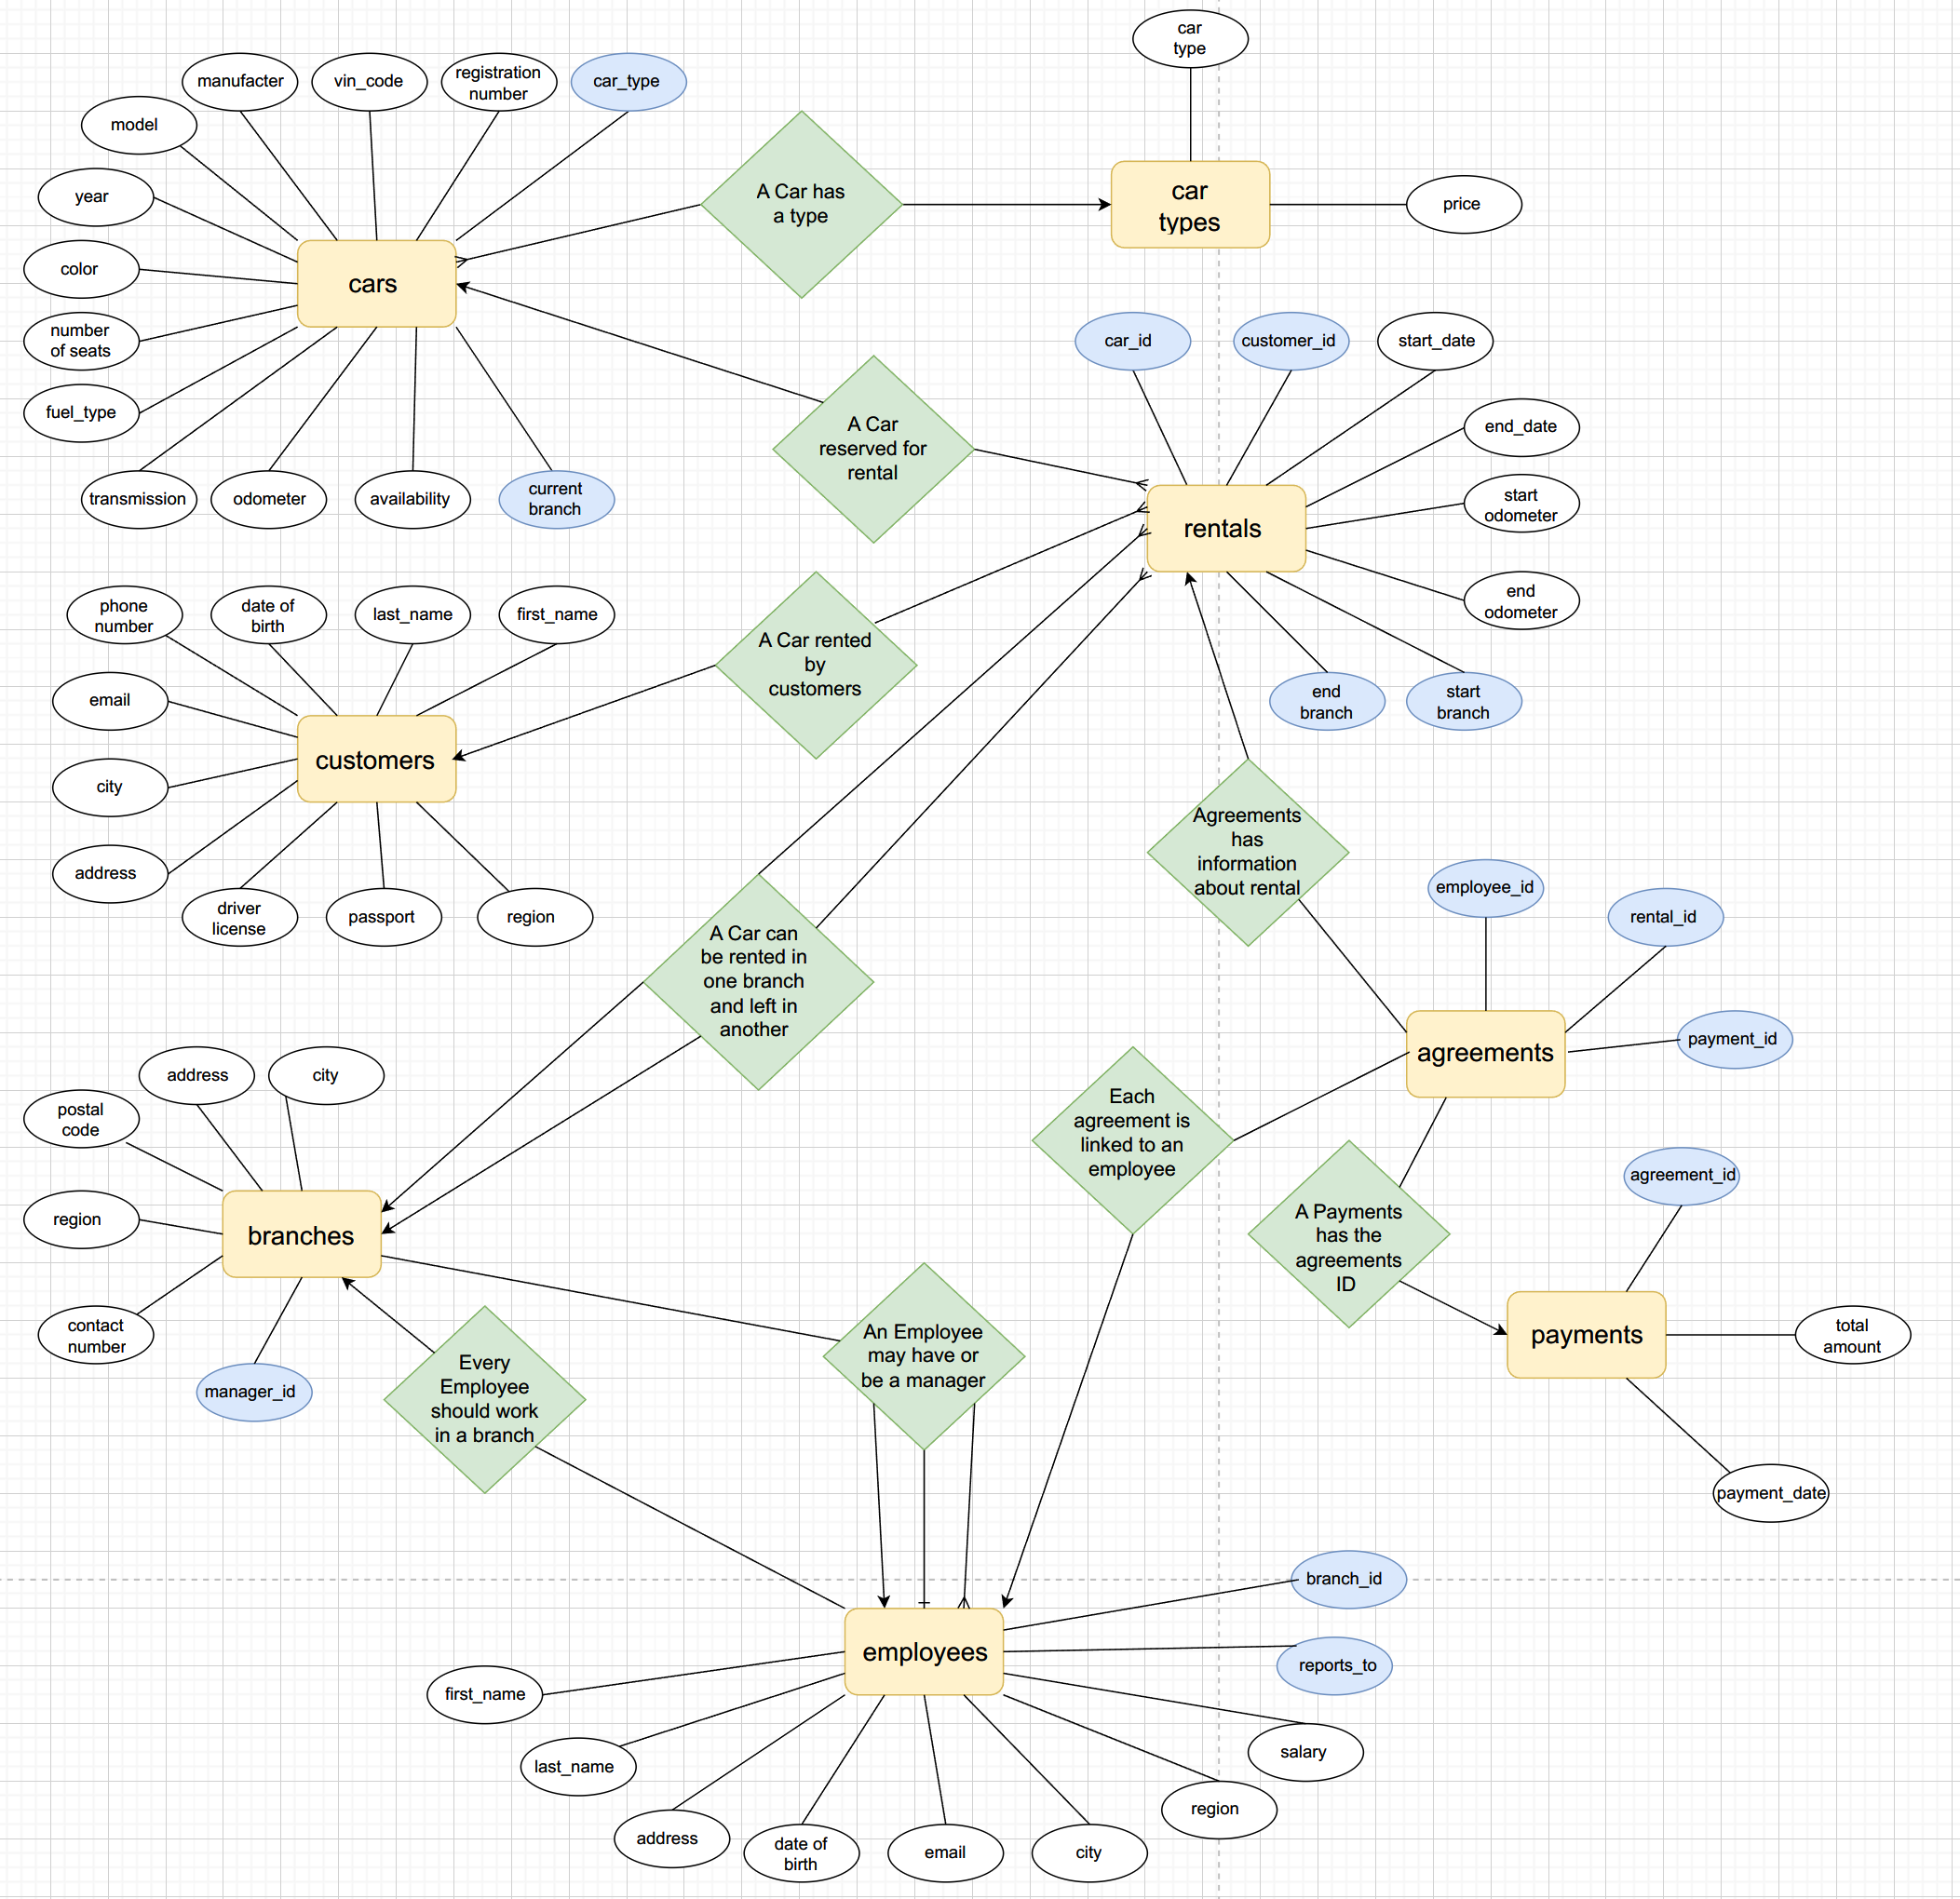 car
type
manufacter
vin_code
registration
number
car_type
model
year
color
number
of seats
fuel_type
transmission
odometer
availability
current
branch
cars
A Car has
a type
car
types
price
A Car
reserved for
rental
car_id
customer_id
start_date
end_date
start
odometer
end
odometer
end
branch
start
branch
rentals
phone
number
date of
birth
last_name
first_name
email
city
address
driver
license
passport
region
customers
A Car rented
by
customers
Agreements
has
information
about rental
A Car can
be rented in
one branch
and left in
another
employee_id
rental_id
payment_id
agreements
Each
agreement is
linked to an
employee
A Payments
has the
agreements
ID
agreement_id
payments
total
amount
payment_date
address
city
postal
code
region
contact
number
manager_id
branches
Every
Employee
should work
in a branch
An Employee
may have or
be a manager
employees
branch_id
reports_to
salary
region
first_name
last_name
address
date of
birth
email
city